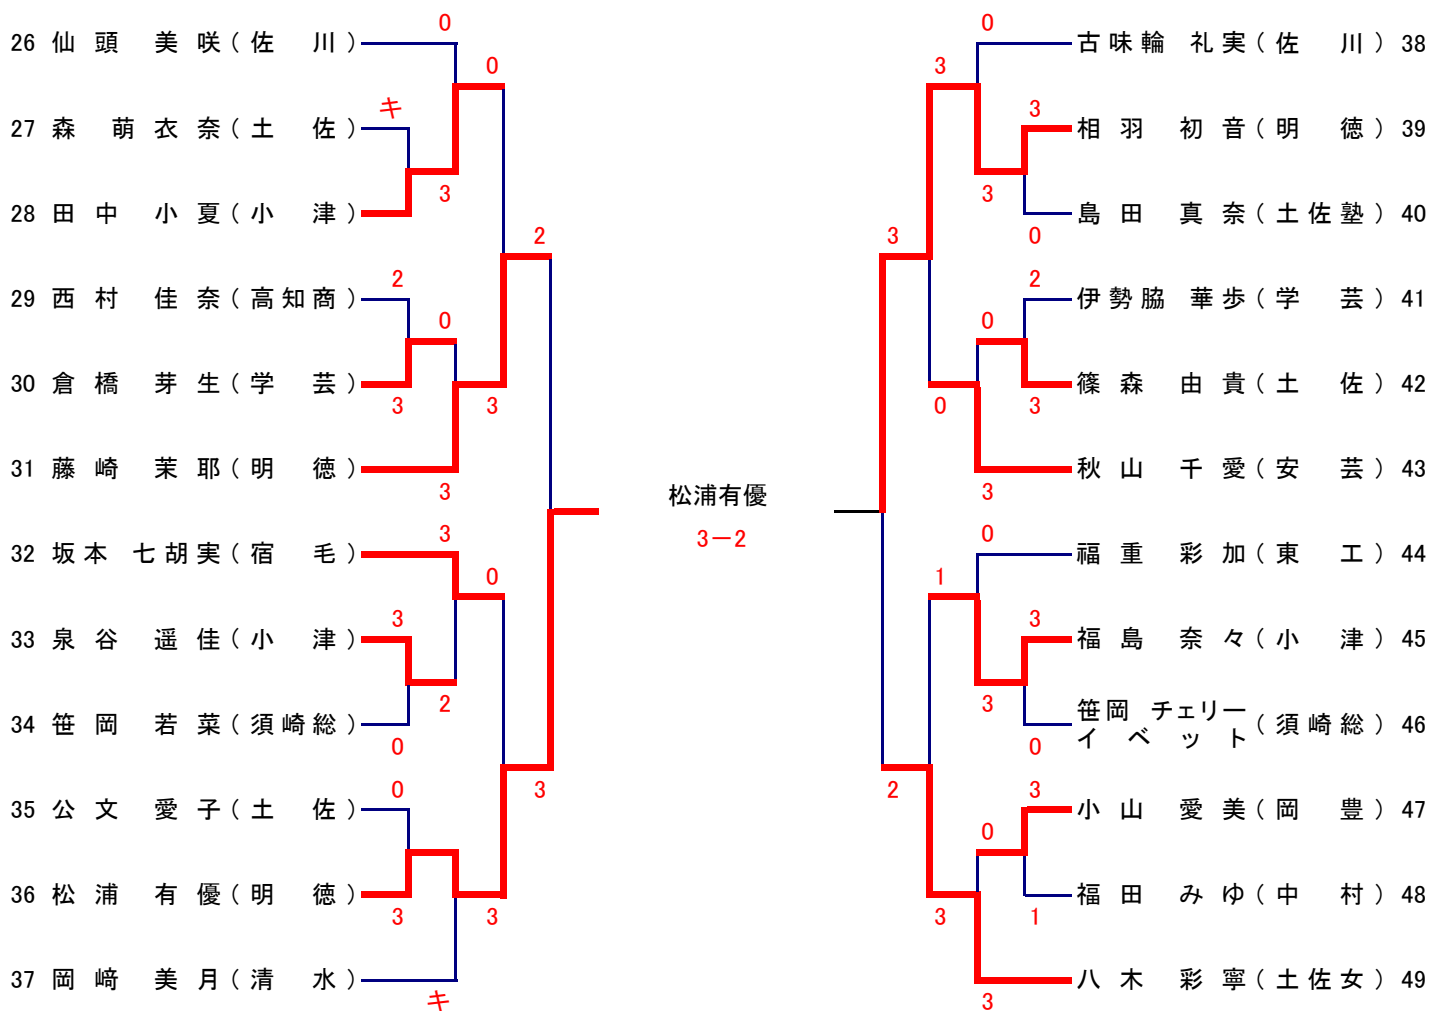 0
26 仙頭 美咲(佐 川)
0
キ
27 森 萌衣奈(土 佐)
3
28 田中 小夏(小 津)
2
2
29 西村 佳奈(高知商)
0
30 倉橋 芽生(学 芸)
3
3
31 藤崎 茉耶(明 徳)
3
3
32 坂本 七胡実(宿 毛)
0
3
33 泉谷 遥佳(小 津)
2
34 笹岡 若菜(須崎総)
0
0
3
35 公文 愛子(土 佐)
36 松浦 有優(明 徳)
3
3
37 岡﨑 美月(清 水)
キ
松浦有優
3−2
0
古味輪 礼実(佐 川) 38
3
3
相羽 初音(明 徳) 39
3
島田 真奈(土佐塾) 40
0
3
2
伊勢脇 華歩(学 芸) 41
0
篠森 由貴(土 佐) 42
0
3
秋山 千愛(安 芸) 43
3
0
福重 彩加(東 工) 44
1
3
福島 奈々(小 津) 45
3
笹岡 チェリー
イベット(須崎総) 46
0
2
3
小山 愛美(岡 豊) 47
0
福田 みゆ(中 村) 48
3
1
八木 彩寧(土佐女) 49
3